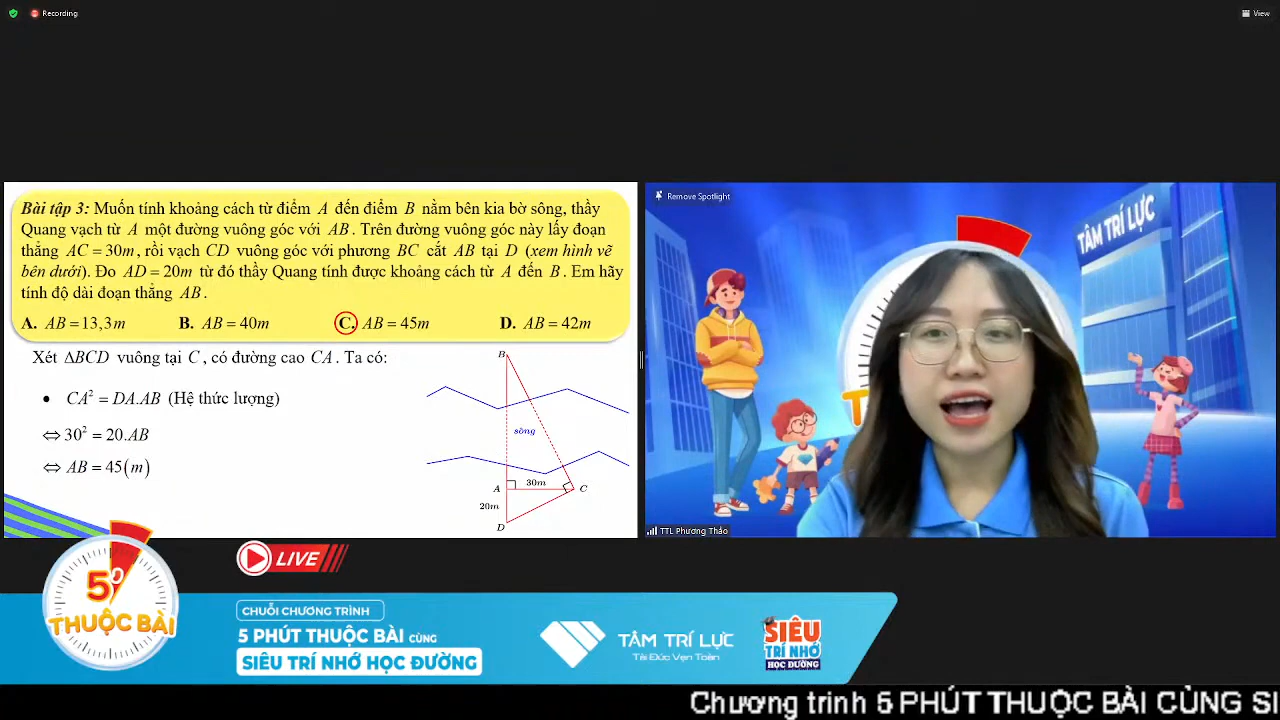 Recording
View
Bài tập 3: Muốn tính khoảng cách từ điểm A đến điểm B nằm bên kia bờ sông, thầy
Quang vạch từ A một đường vuông góc với AB. Trên đường vuông góc này lấy đoạn
thẳng AC = 30m, rồi vạch CD vuông góc với phương BC cắt AB tại D (xem hình vẽ
bên dưới). Đo AD = 20m từ đó thầy Quang tính được khoảng cách từ A đến B. Em hãy
tính độ dài đoạn thẳng AB.
A. AB = 13,3m B. AB = 40m C. AB = 45m D. AB = 42m
Xét ΔBCD vuông tại C, có đường cao CA. Ta có:
• CA² = DA.AB (Hệ thức lượng)
⇔ 30² = 20.AB
⇔ AB = 45(m)
B
sông
A
30m
C
20m
D
Remove Spotlight
TÂM TRÍ LỰC
TTL Phương Thảo
LIVE
5
THUỘC BÀI
CHUỖI CHƯƠNG TRÌNH
5 PHÚT THUỘC BÀI CÙNG
SIÊU TRÍ NHỚ HỌC ĐƯỜNG
TÂM TRÍ LỰC
Tài Đức Vẹn Toàn
SIÊU
TRÍ NHỚ
HỌC ĐƯỜNG
Chương trình 5 PHÚT THUỘC BÀI CÙNG SI